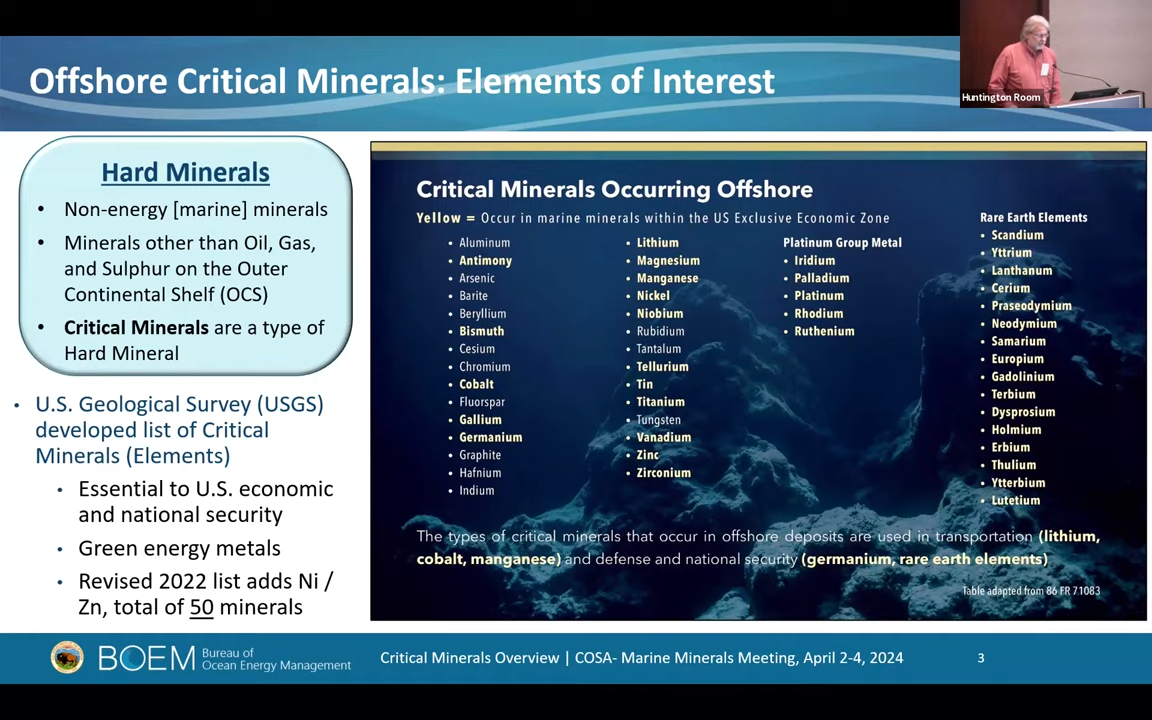 Offshore Critical Minerals: Elements of Interest
Huntington Room
Hard Minerals
• Non-energy [marine] minerals
• Minerals other than Oil, Gas,
and Sulphur on the Outer
Continental Shelf (OCS)
• Critical Minerals are a type of
Hard Mineral
• U.S. Geological Survey (USGS)
developed list of Critical
Minerals (Elements)
• Essential to U.S. economic
and national security
• Green energy metals
• Revised 2022 list adds Ni /
Zn, total of 50 minerals
Critical Minerals Occurring Offshore
Yellow = Occur in marine minerals within the US Exclusive Economic Zone
• Aluminum
• Antimony
• Arsenic
• Barite
• Beryllium
• Bismuth
• Cesium
• Chromium
• Cobalt
• Fluorspar
• Gallium
• Germanium
• Graphite
• Hafnium
• Indium
• Lithium
• Magnesium
• Manganese
• Nickel
• Niobium
• Rubidium
• Tantalum
• Tellurium
• Tin
• Titanium
• Tungsten
• Vanadium
• Zinc
• Zirconium
Platinum Group Metal
• Iridium
• Palladium
• Platinum
• Rhodium
• Ruthenium
Rare Earth Elements
• Scandium
• Yttrium
• Lanthanum
• Cerium
• Praseodymium
• Neodymium
• Samarium
• Europium
• Gadolinium
• Terbium
• Dysprosium
• Holmium
• Erbium
• Thulium
• Ytterbium
• Lutetium
The types of critical minerals that occur in offshore deposits are used in transportation (lithium,
cobalt, manganese) and defense and national security (germanium, rare earth elements)
Table adapted from 86 FR 71083
BOEM
Bureau of
Ocean Energy Management
Critical Minerals Overview | COSA- Marine Minerals Meeting, April 2-4, 2024
3